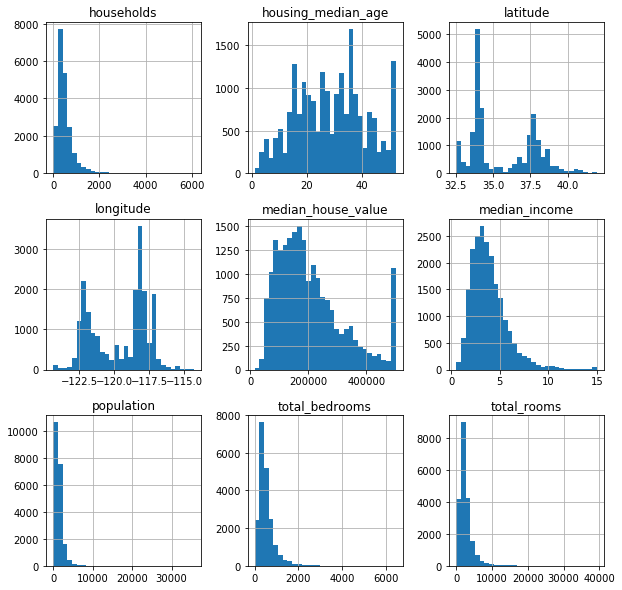 households
8000
6000
4000
2000
0
0 2000 4000 6000
housing_median_age
1500
1000
500
0
0 20 40
latitude
5000
4000
3000
2000
1000
0
32.5 35.0 37.5 40.0
longitude
3000
2000
1000
0
−122.5 −120.0 −117.5 −115.0
median_house_value
1500
1250
1000
750
500
250
0
0 200000 400000
median_income
2500
2000
1500
1000
500
0
0 5 10 15
population
10000
8000
6000
4000
2000
0
0 10000 20000 30000
total_bedrooms
8000
6000
4000
2000
0
0 2000 4000 6000
total_rooms
8000
6000
4000
2000
0
0 10000 20000 30000 40000